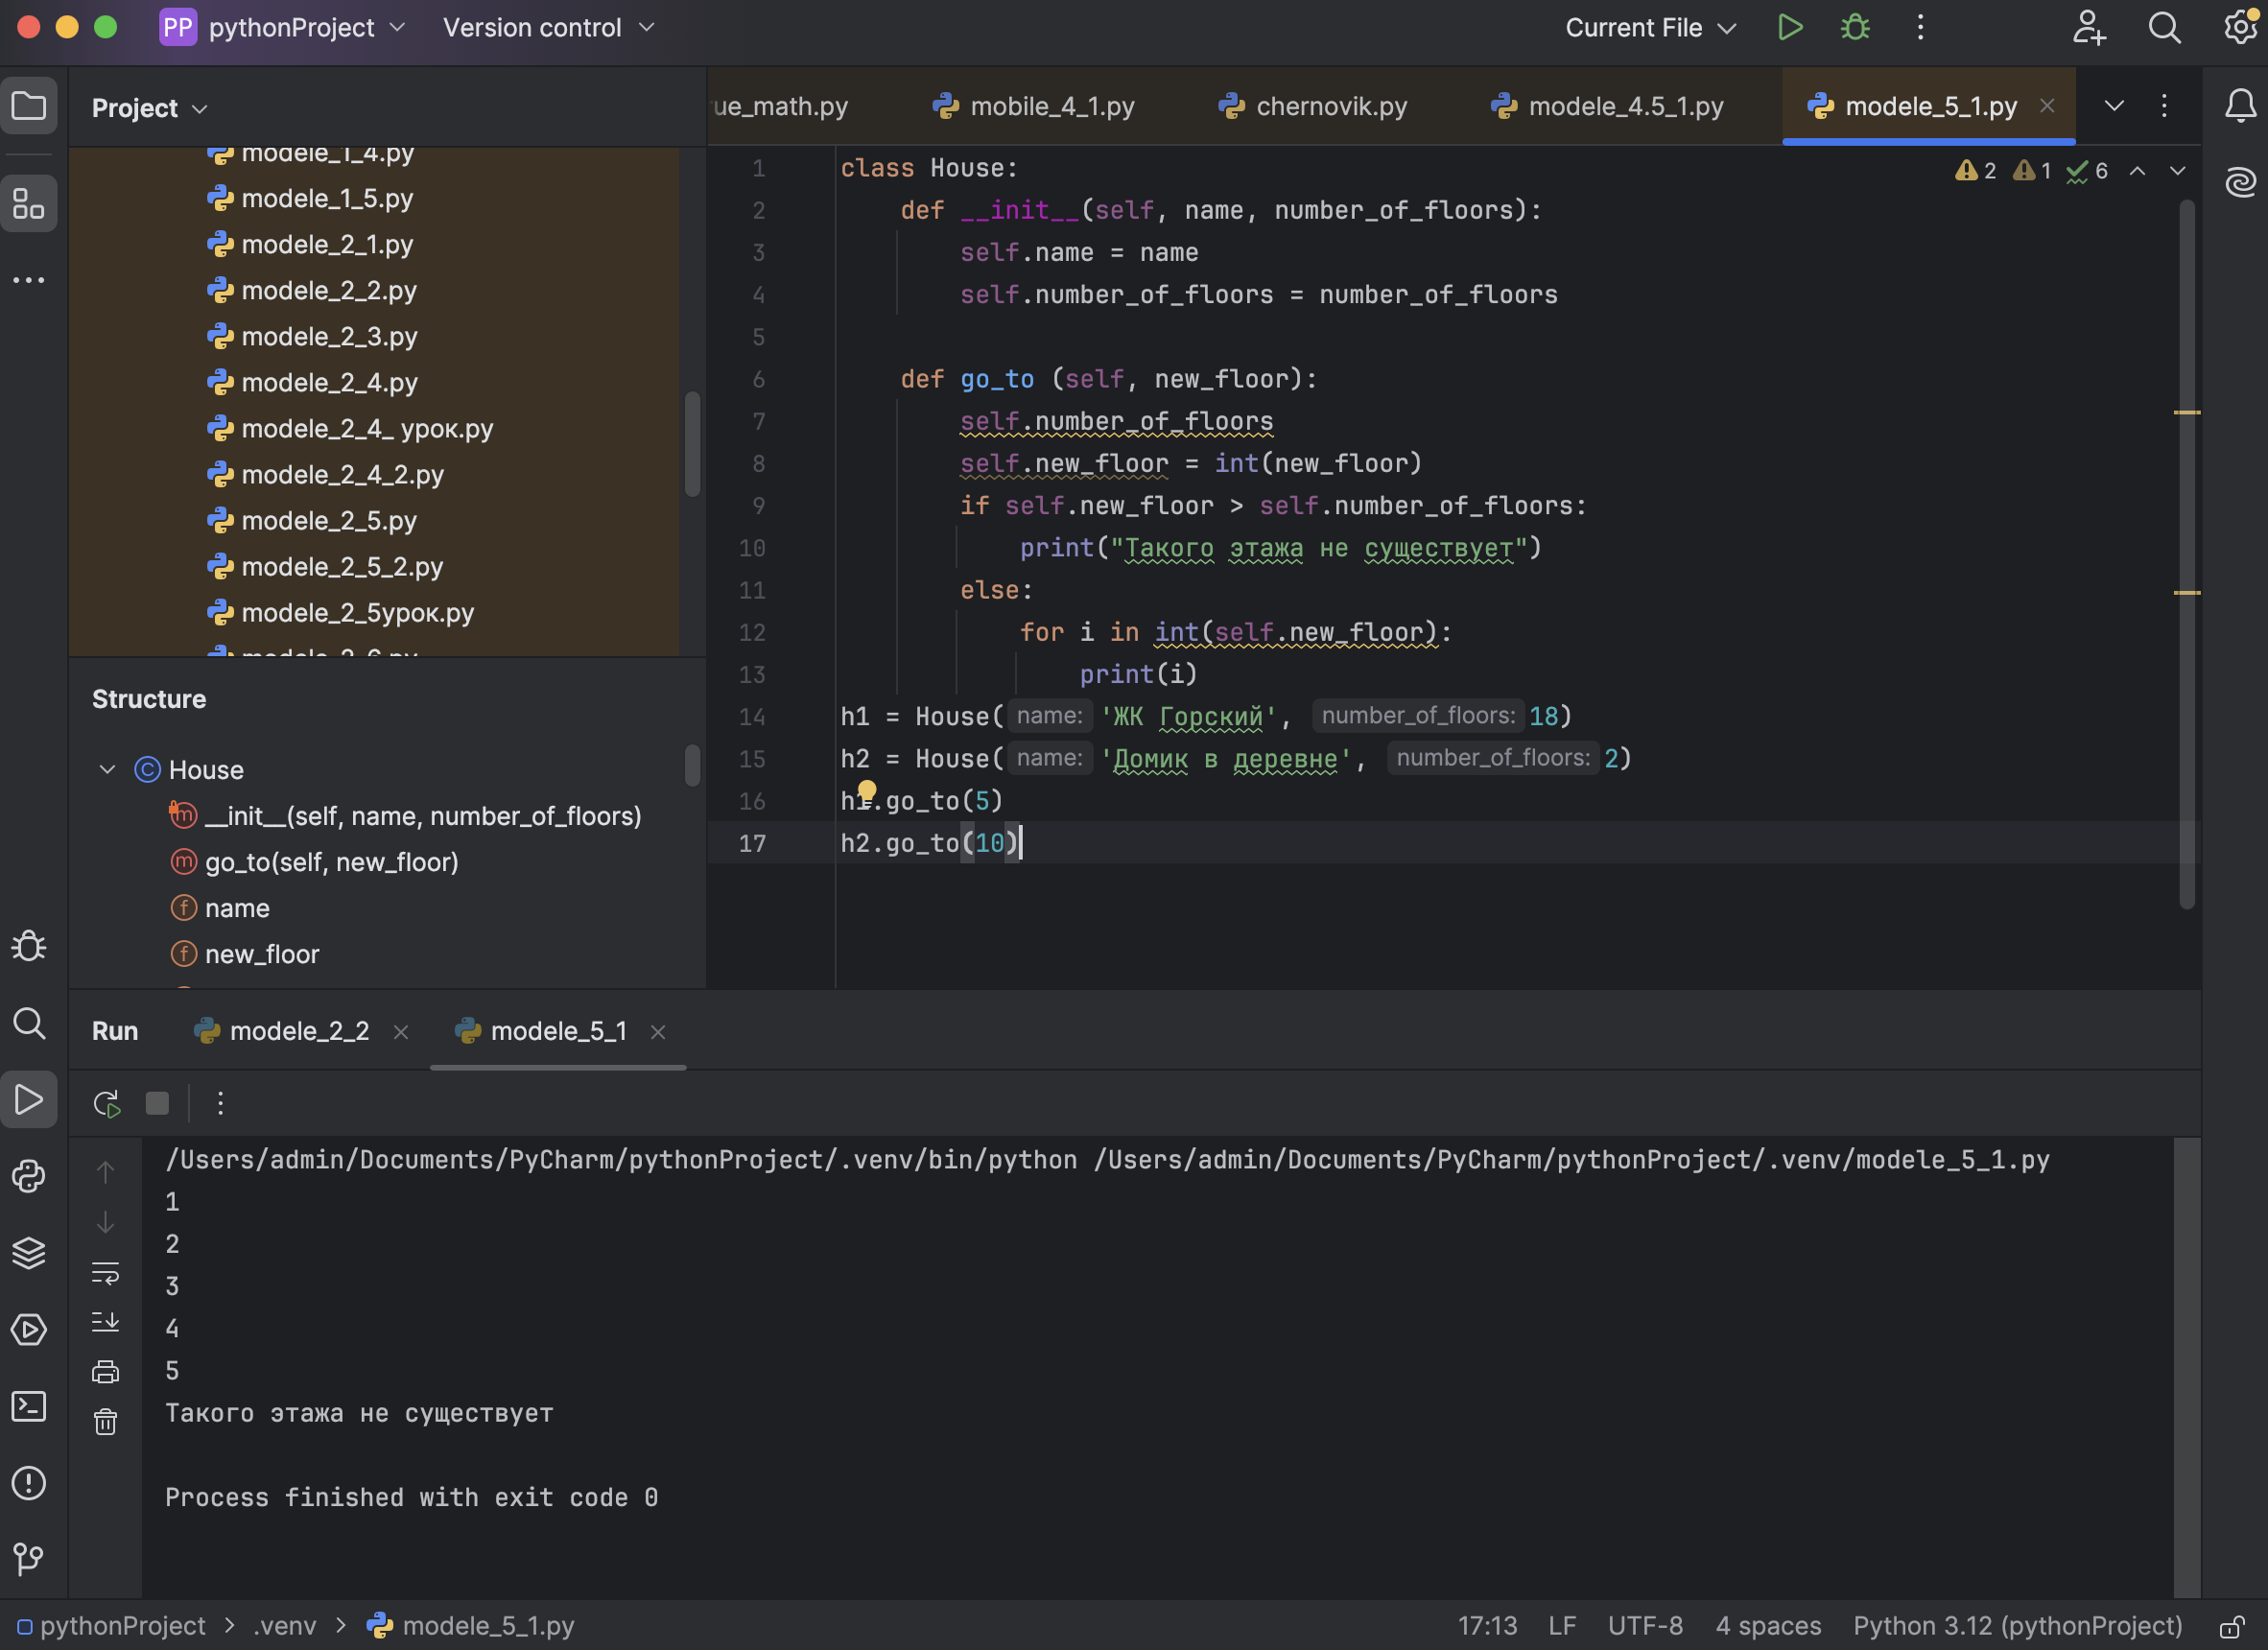 PP pythonProject Version control Current File
Project
ue_math.py mobile_4_1.py chernovik.py modele_4.5_1.py modele_5_1.py
modele_1_4.py
modele_1_5.py
modele_2_1.py
modele_2_2.py
modele_2_3.py
modele_2_4.py
modele_2_4_ урок.py
modele_2_4_2.py
modele_2_5.py
modele_2_5_2.py
modele_2_5урок.py
Structure
House
__init__(self, name, number_of_floors)
go_to(self, new_floor)
name
new_floor
2 1 6
1 class House:
2 def __init__(self, name, number_of_floors):
3 self.name = name
4 self.number_of_floors = number_of_floors
5
6 def go_to (self, new_floor):
7 self.number_of_floors
8 self.new_floor = int(new_floor)
9 if self.new_floor > self.number_of_floors:
10 print("Такого этажа не существует")
11 else:
12 for i in int(self.new_floor):
13 print(i)
14 h1 = House( name: 'ЖК Горский', number_of_floors: 18)
15 h2 = House( name: 'Домик в деревне', number_of_floors: 2)
16 h1.go_to(5)
17 h2.go_to(10)
Run modele_2_2 modele_5_1
/Users/admin/Documents/PyCharm/pythonProject/.venv/bin/python /Users/admin/Documents/PyCharm/pythonProject/.venv/modele_5_1.py
1
2
3
4
5
Такого этажа не существует
Process finished with exit code 0
pythonProject > .venv > modele_5_1.py 17:13 LF UTF-8 4 spaces Python 3.12 (pythonProject)